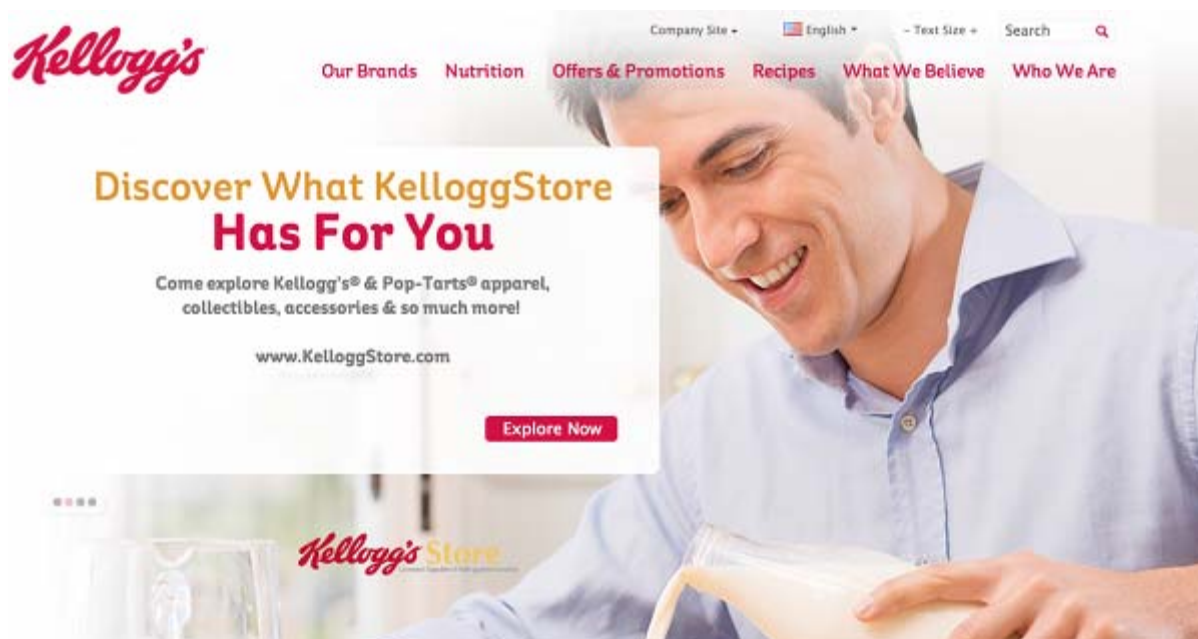 Kellogg's
Company Site
English
- Text Size +
Search
Our Brands Nutrition Offers & Promotions Recipes What We Believe Who We Are
Discover What KelloggStore
Has For You
Come explore Kellogg's® & Pop-Tarts® apparel,
collectibles, accessories & so much more!
www.KelloggStore.com
Explore Now
Kellogg's Store